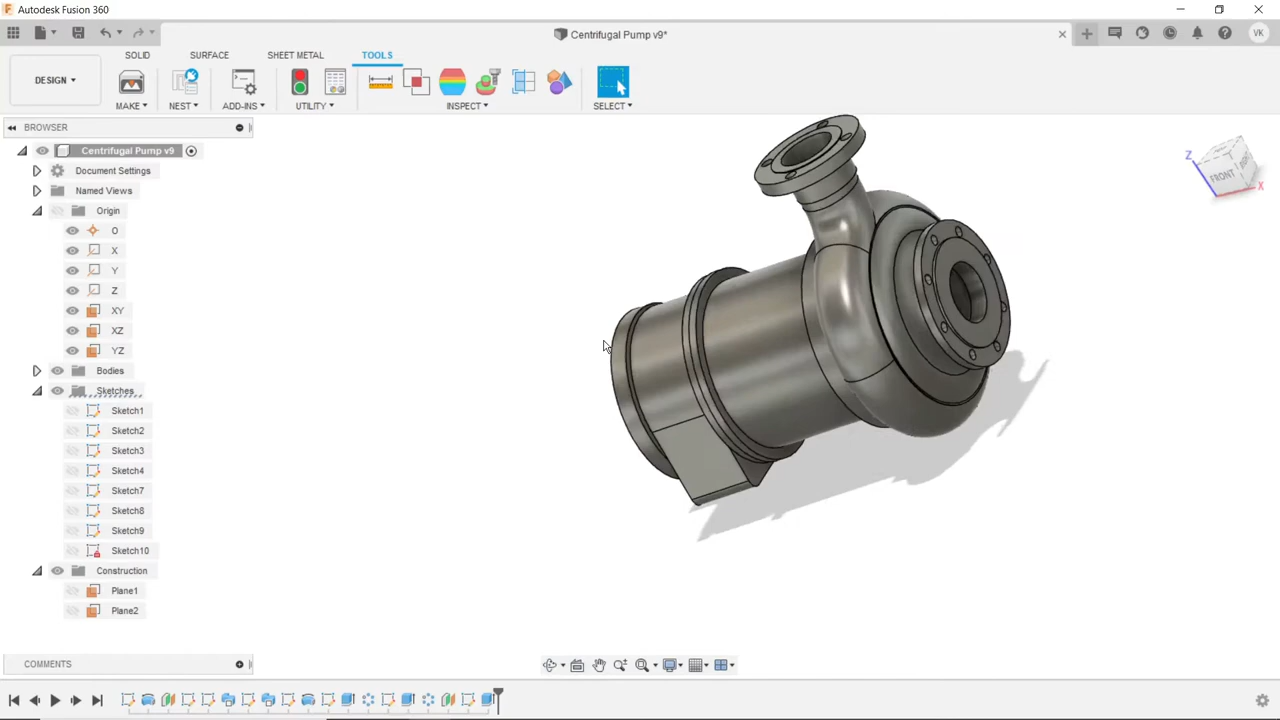 Autodesk Fusion 360
Centrifugal Pump v9*
VK
SOLID SURFACE SHEET METAL TOOLS
DESIGN
MAKE NEST ADD-INS UTILITY INSPECT SELECT
BROWSER
Centrifugal Pump v9
Document Settings
Named Views
Origin
O
X
Y
Z
XY
XZ
YZ
Bodies
Sketches
Sketch1
Sketch2
Sketch3
Sketch4
Sketch7
Sketch8
Sketch9
Sketch10
Construction
Plane1
Plane2
Z
FRONT
X
COMMENTS